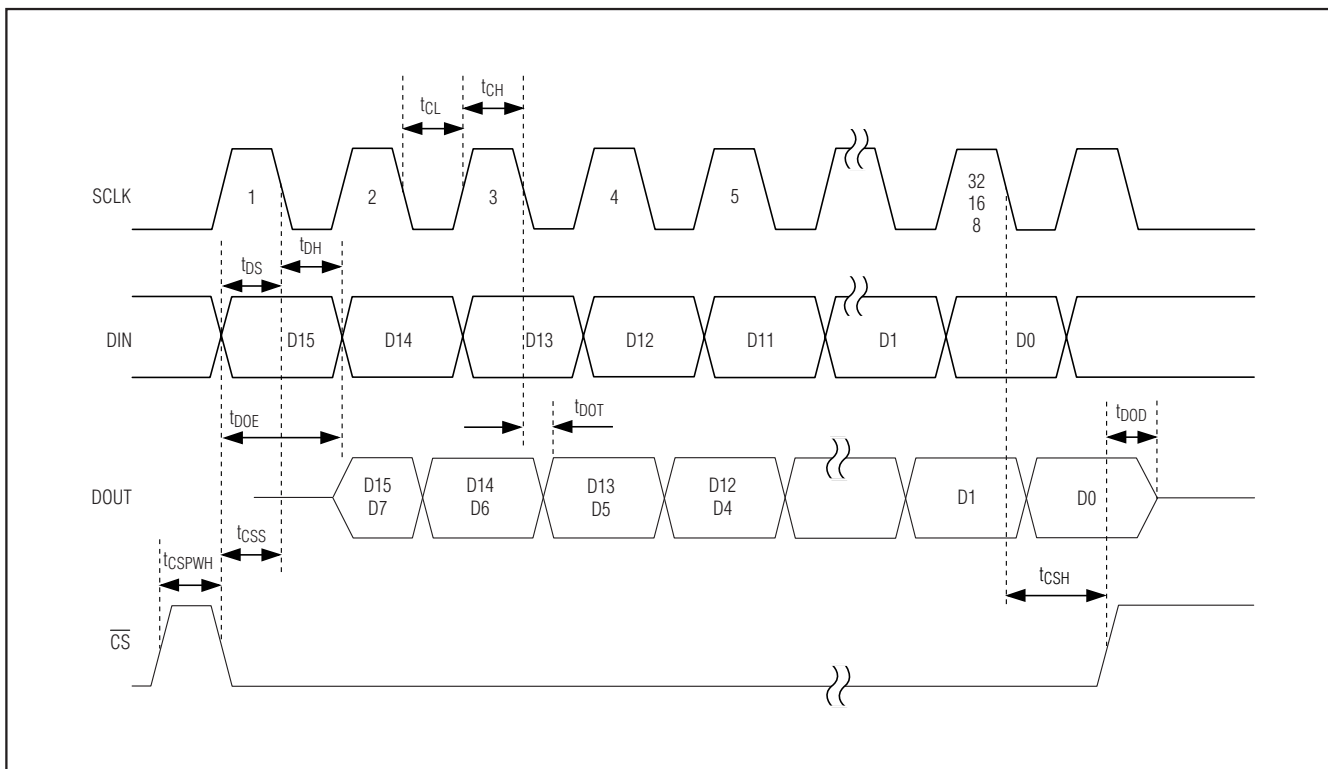 tCL
tCH
SCLK
1
2
3
4
5
32
16
8
tDS
tDH
DIN
D15
D14
D13
D12
D11
D1
D0
tDOE
tDOT
tDOD
DOUT
D15
D7
D14
D6
D13
D5
D12
D4
D1
D0
tCSPWH
tCSS
tCSH
CS